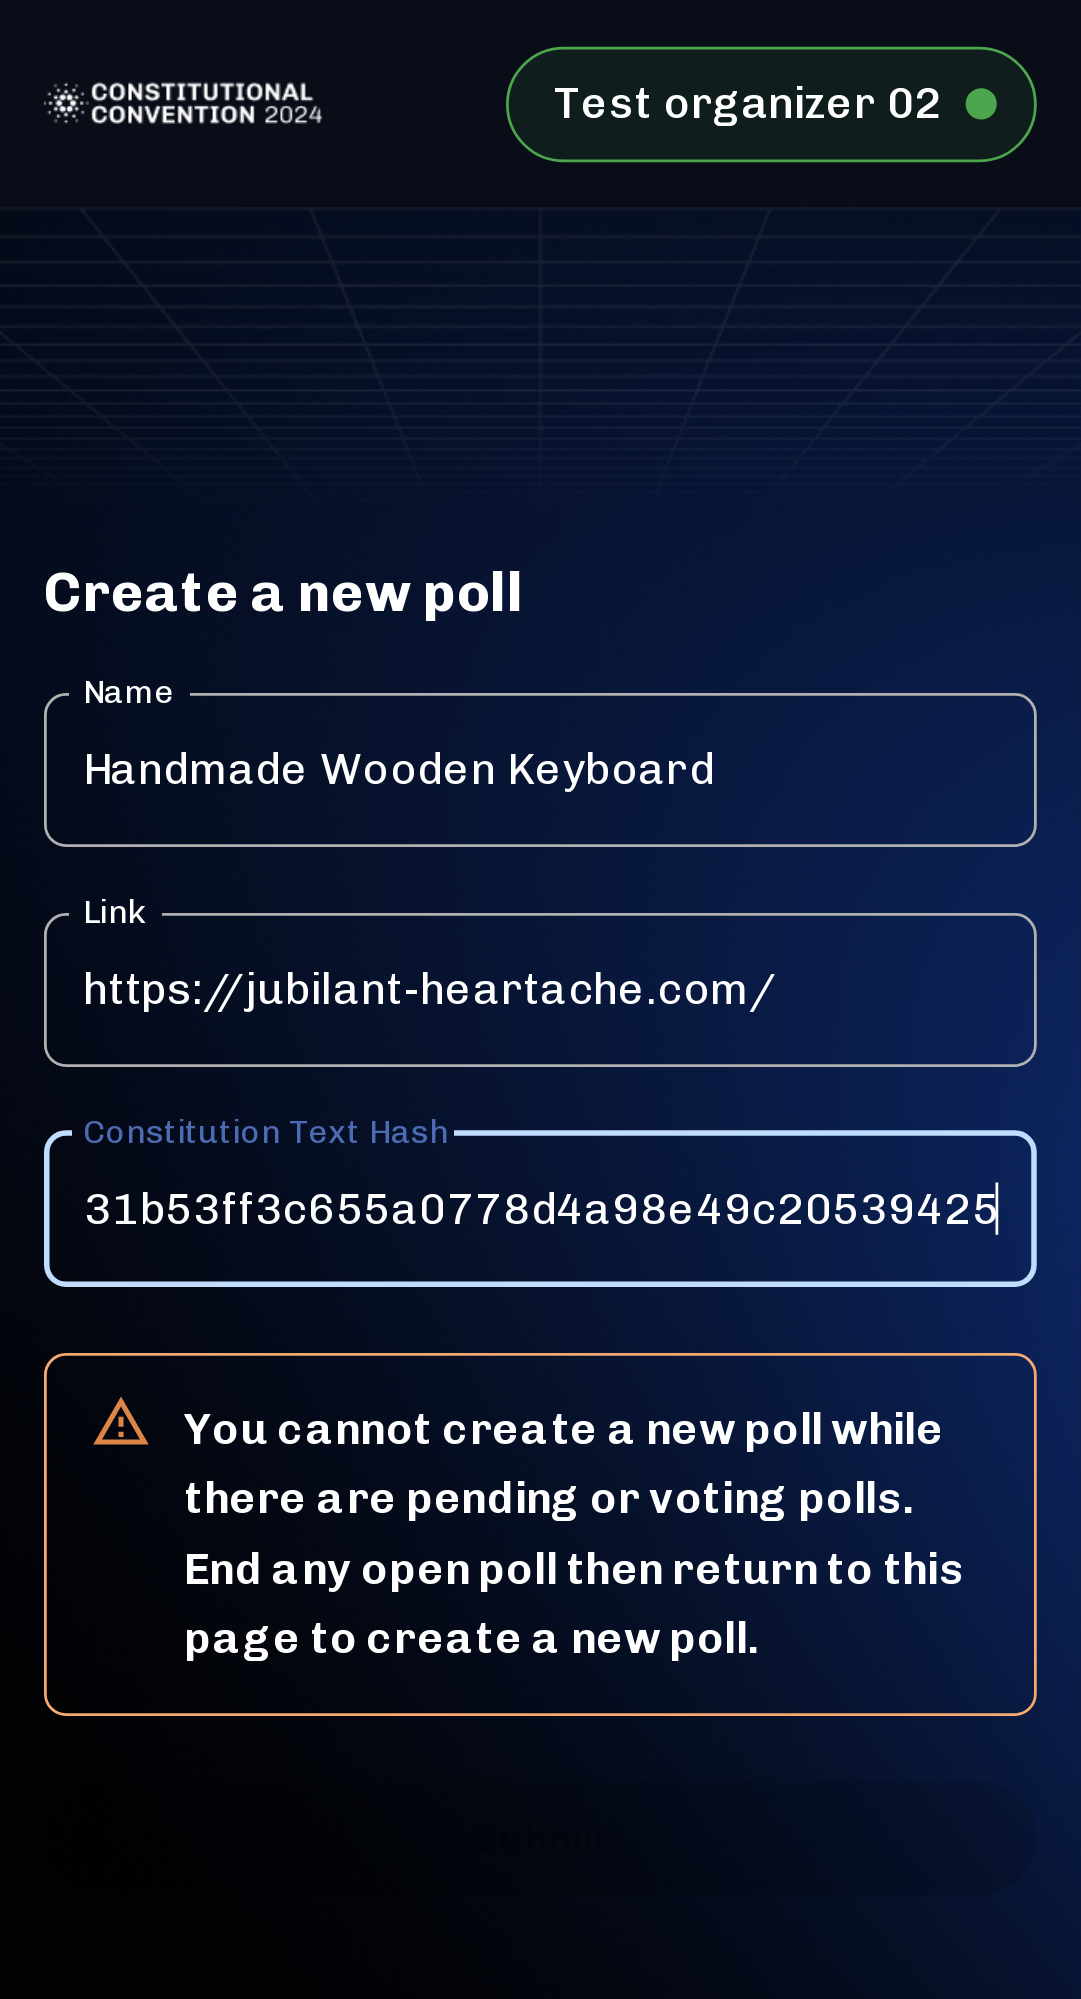 CONSTITUTIONAL
CONVENTION 2024
Test organizer 02
Create a new poll
Name
Handmade Wooden Keyboard
Link
https://jubilant-heartache.com/
Constitution Text Hash
31b53ff3c655a0778d4a98e49c20539425
You cannot create a new poll while
there are pending or voting polls.
End any open poll then return to this
page to create a new poll.
Submit